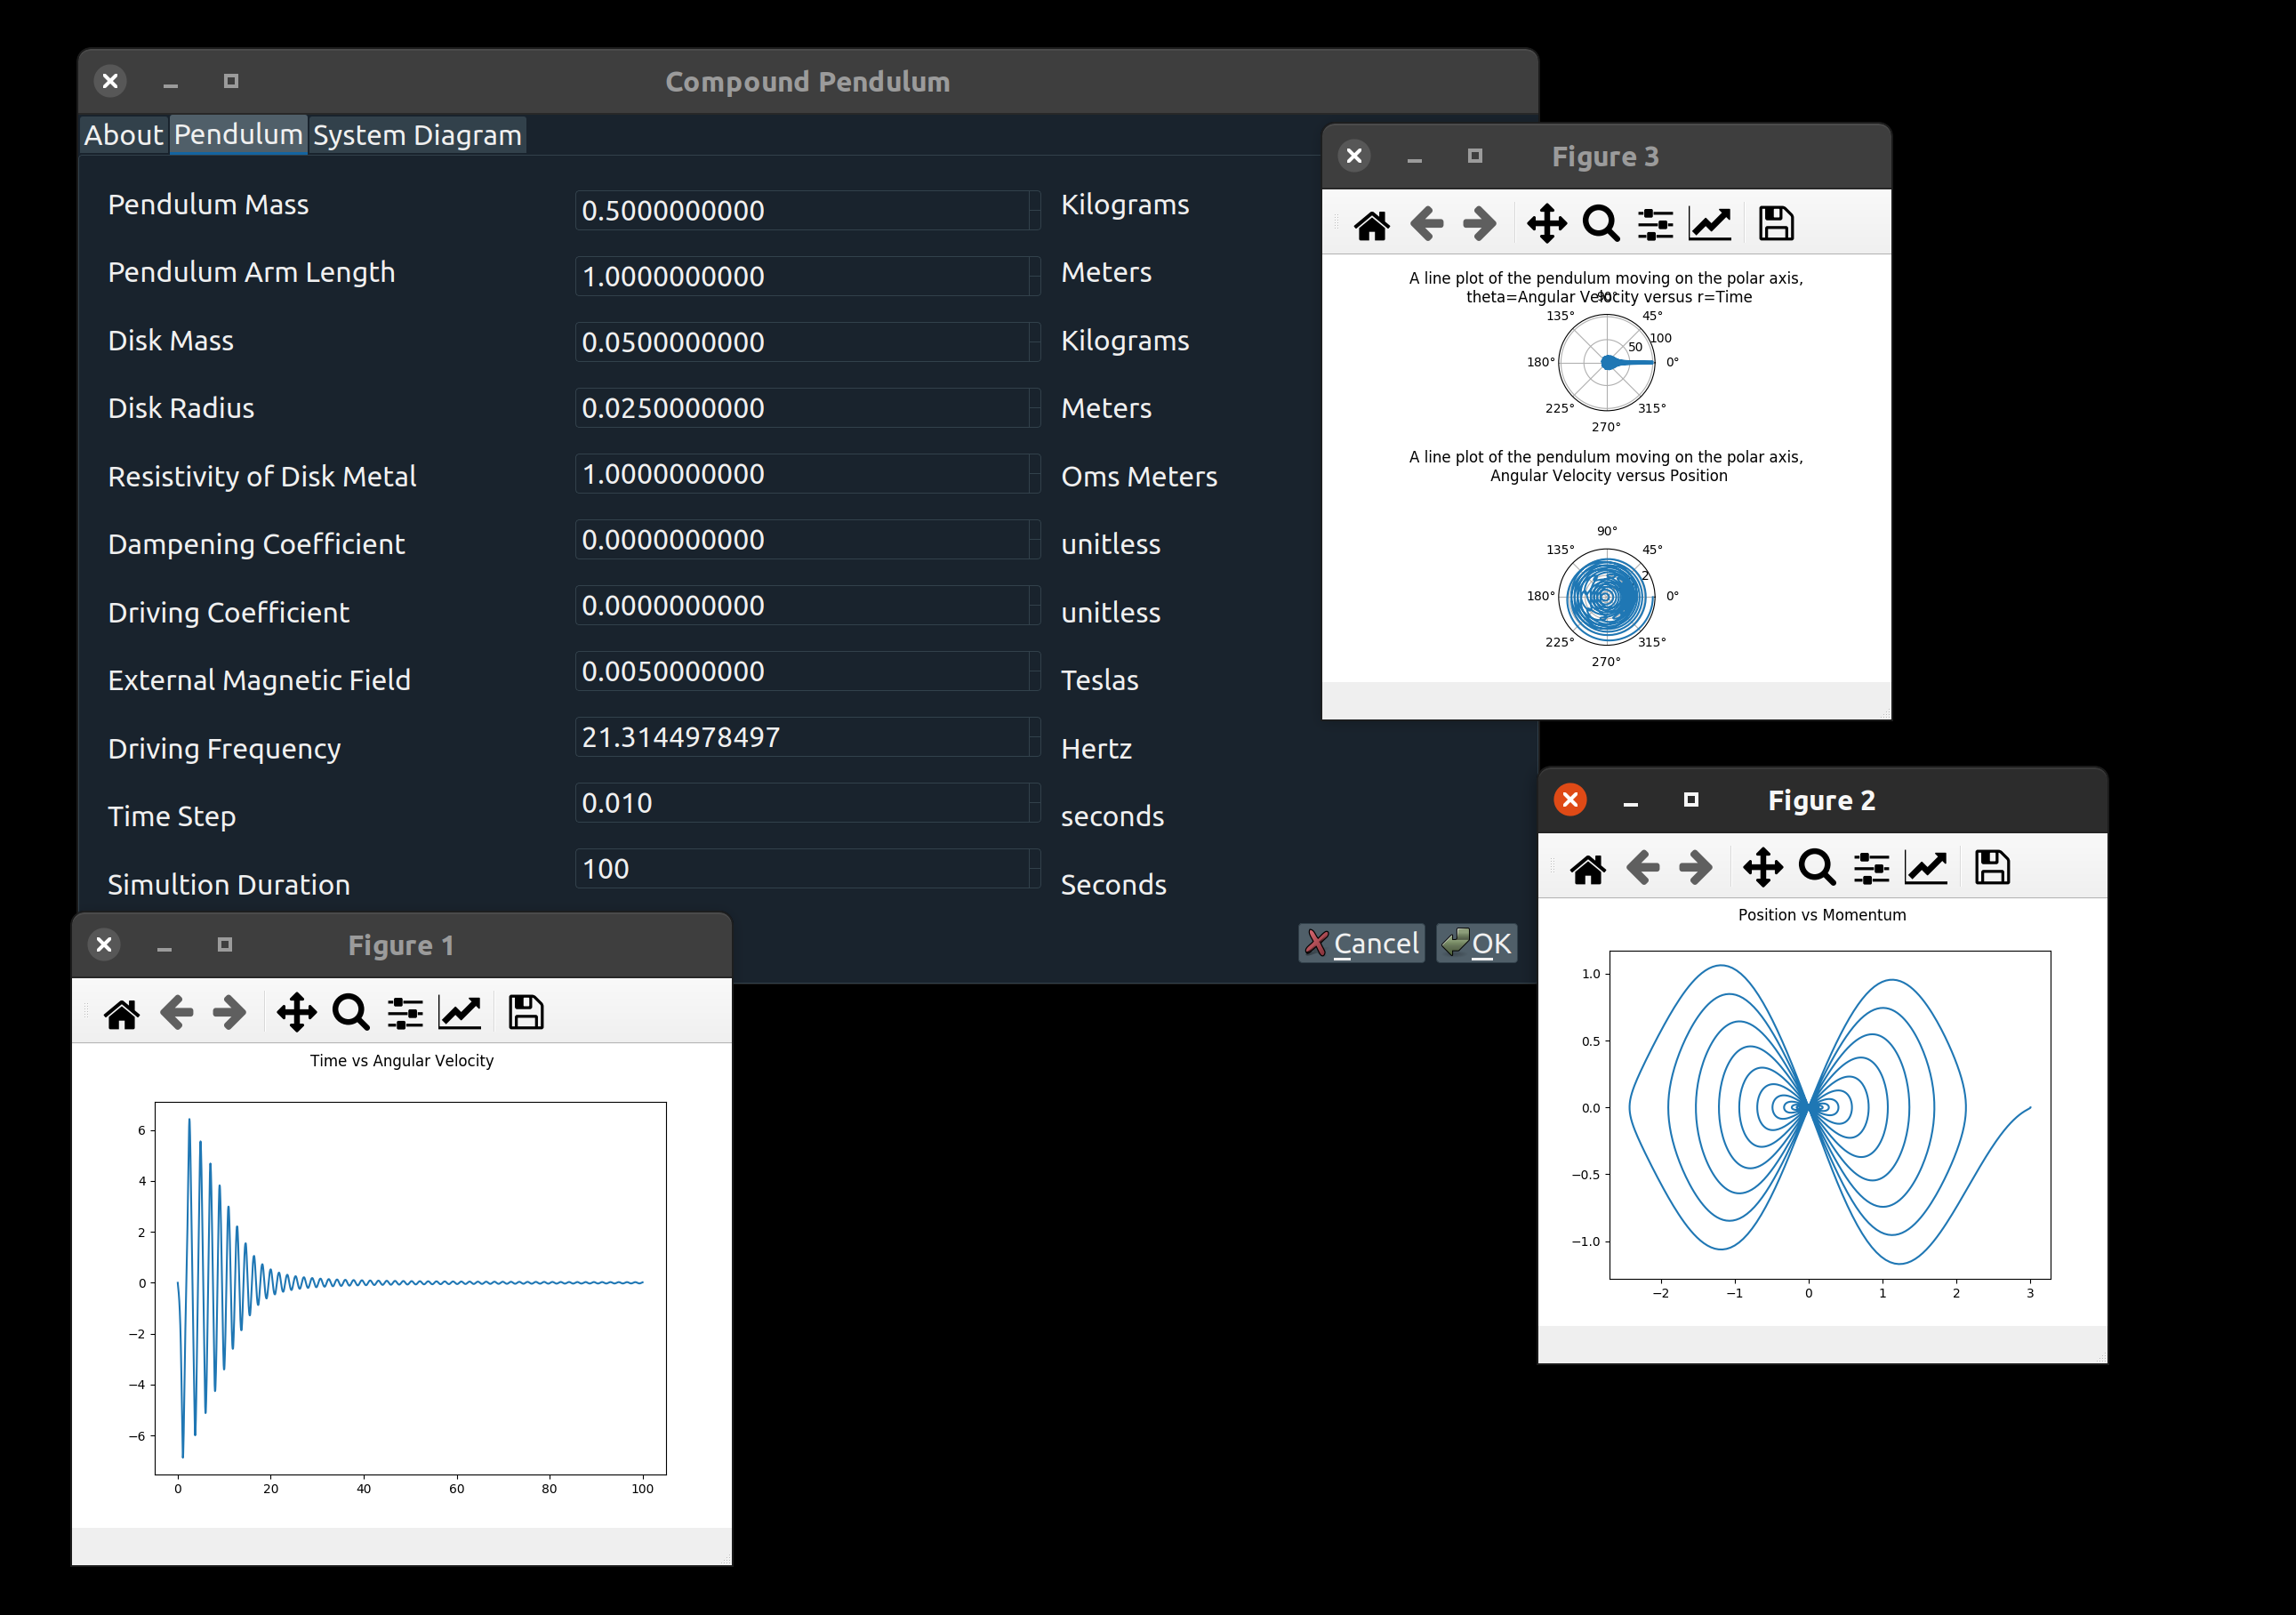 Compound Pendulum
About Pendulum System Diagram
Pendulum Mass 0.5000000000 Kilograms
Pendulum Arm Length 1.0000000000 Meters
Disk Mass 0.0500000000 Kilograms
Disk Radius 0.0250000000 Meters
Resistivity of Disk Metal 1.0000000000 Oms Meters
Dampening Coefficient 0.0000000000 unitless
Driving Coefficient 0.0000000000 unitless
External Magnetic Field 0.0050000000 Teslas
Driving Frequency 21.3144978497 Hertz
Time Step 0.010 seconds
Simultion Duration 100 Seconds
Cancel OK
Figure 3
A line plot of the pendulum moving on the polar axis,
theta=Angular Velocity versus r=Time
90°
135° 45°
100
50
180° 0°
225° 315°
270°
A line plot of the pendulum moving on the polar axis,
Angular Velocity versus Position
90°
135° 45°
2
180° 0°
225° 315°
270°
Figure 2
Position vs Momentum
1.0
0.5
0.0
−0.5
−1.0
−2 −1 0 1 2 3
Figure 1
Time vs Angular Velocity
6
4
2
0
−2
−4
−6
0 20 40 60 80 100